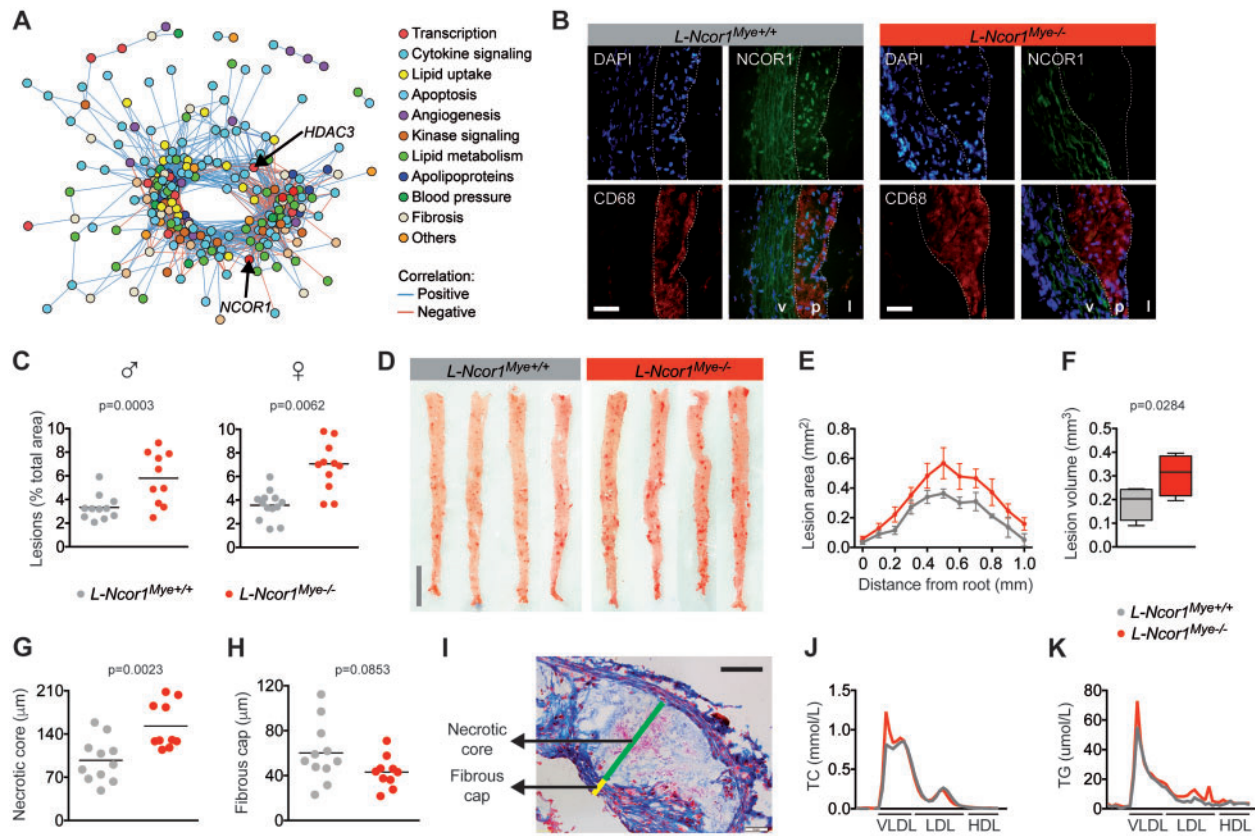 A
Transcription
Cytokine signaling
Lipid uptake
Apoptosis
Angiogenesis
Kinase signaling
Lipid metabolism
Apolipoproteins
Blood pressure
Fibrosis
Others
Correlation:
Positive
Negative
HDAC3
NCOR1
B
L-Ncor1Mye+/+
L-Ncor1Mye-/-
DAPI
NCOR1
DAPI
NCOR1
CD68
v p l
CD68
v p l
C
♂
♀
p=0.0003
p=0.0062
Lesions (% total area)
10
8
6
4
2
0
10
8
6
4
2
0
L-Ncor1Mye+/+
L-Ncor1Mye-/-
D
L-Ncor1Mye+/+
L-Ncor1Mye-/-
E
Lesion area (mm2)
0.8
0.6
0.4
0.2
0.0
0 0.2 0.4 0.6 0.8 1.0
Distance from root (mm)
F
p=0.0284
Lesion volume (mm3)
0.5
0.4
0.3
0.2
0.1
0.0
L-Ncor1Mye+/+
L-Ncor1Mye-/-
G
p=0.0023
Necrotic core (µm)
210
140
70
0
H
p=0.0853
Fibrous cap (µm)
120
80
40
0
I
Necrotic
core
Fibrous
cap
J
TC (mmol/L)
1.5
1.0
0.5
0.0
VLDL LDL HDL
K
TG (umol/L)
80
60
40
20
0
VLDL LDL HDL